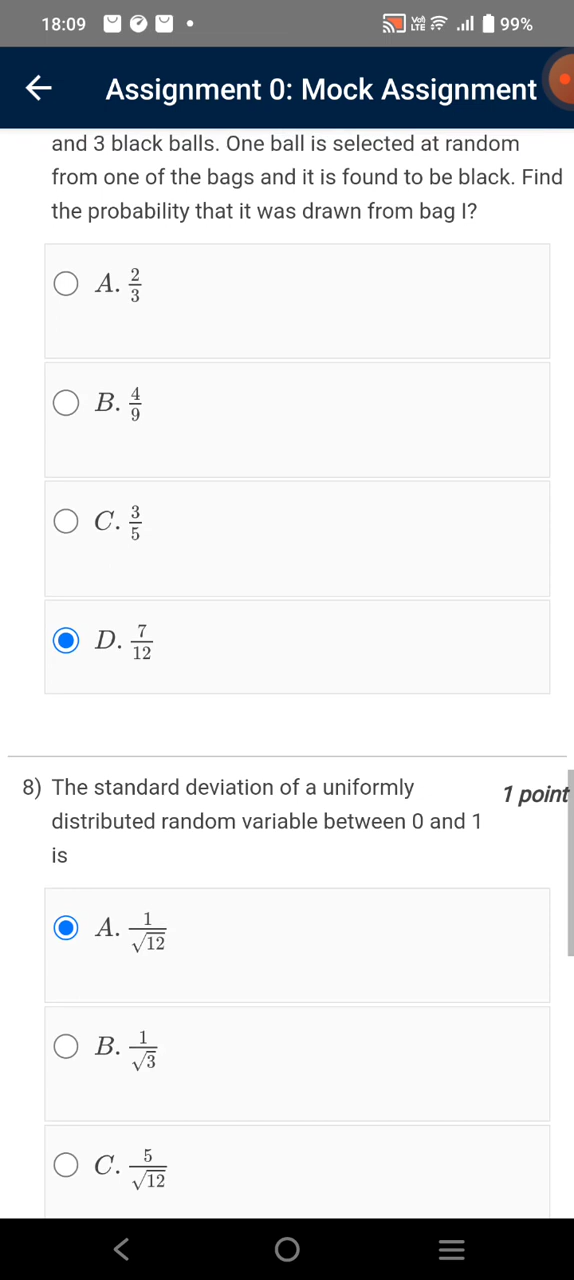 18:09 Vo) LTE 99%
Assignment 0: Mock Assignment
and 3 black balls. One ball is selected at random
from one of the bags and it is found to be black. Find
the probability that it was drawn from bag I?
A. 2/3
B. 4/9
C. 3/5
D. 7/12
8) The standard deviation of a uniformly 1 point
distributed random variable between 0 and 1
is
A. 1/√12
B. 1/√3
C. 5/√12